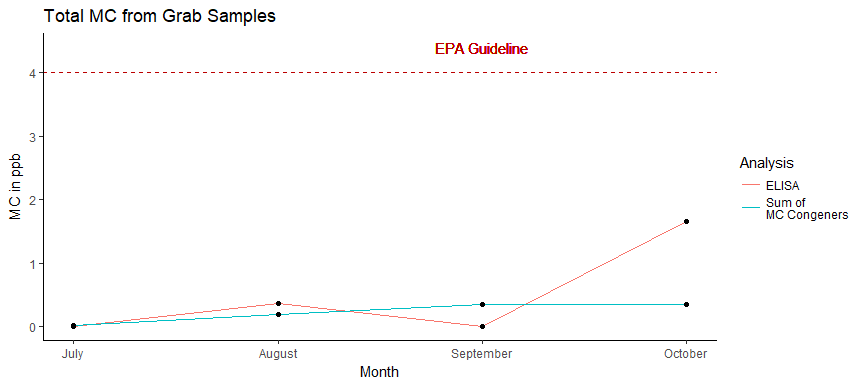 Total MC from Grab Samples
EPA Guideline
4
3
2
1
0
MC in ppb
July August September October
Month
Analysis
ELISA
Sum of
MC Congeners